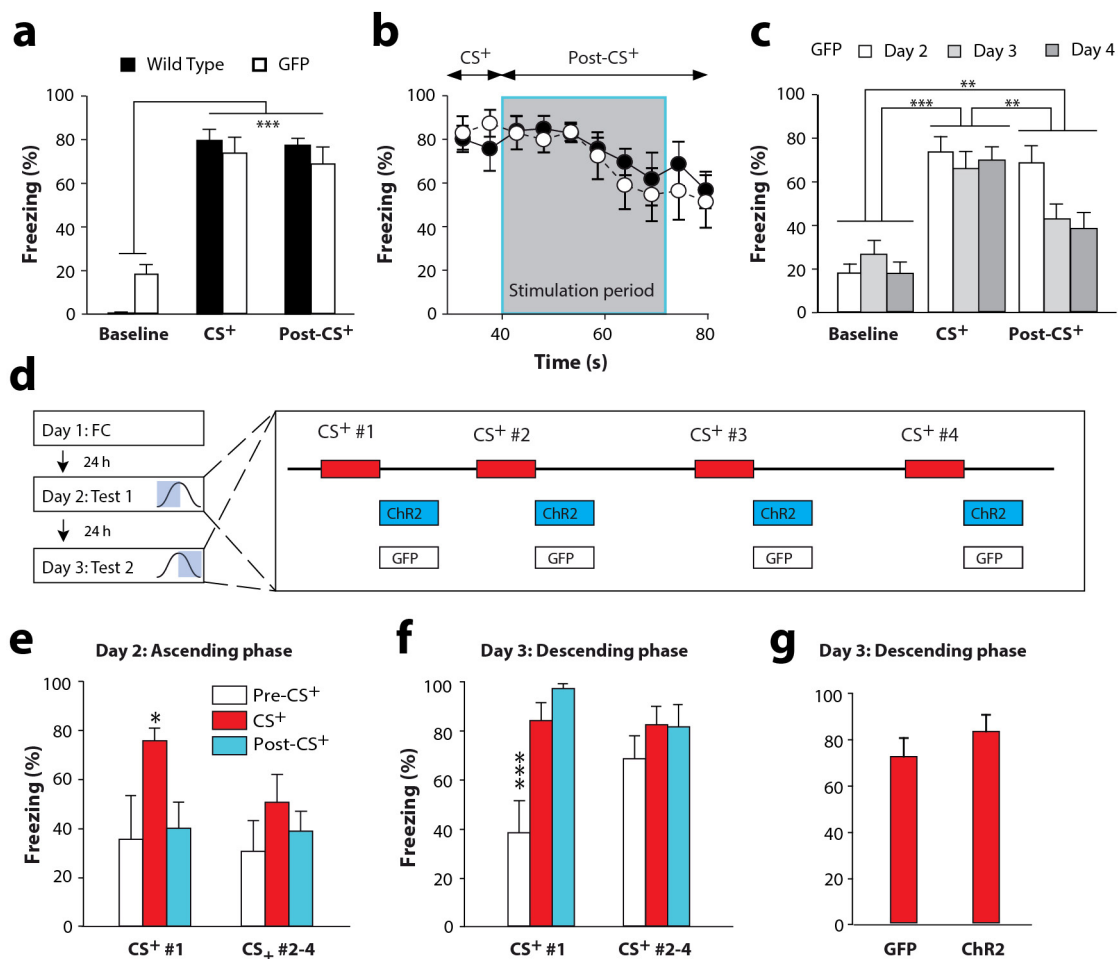 a
Wild Type GFP
Freezing (%)
100
80
60
40
20
0
***
Baseline CS+ Post-CS+
b
CS+ Post-CS+
Freezing (%)
100
80
60
40
20
0
Stimulation period
40 60 80
Time (s)
c
GFP Day 2 Day 3 Day 4
Freezing (%)
100
80
60
40
20
0
**
*** **
Baseline CS+ Post-CS+
d
Day 1: FC
24 h
Day 2: Test 1
24 h
Day 3: Test 2
CS+ #1 CS+ #2 CS+ #3 CS+ #4
ChR2 ChR2 ChR2 ChR2
GFP GFP GFP GFP
e
Day 2: Ascending phase
Freezing (%)
100
80
60
40
20
0
Pre-CS+
CS+
Post-CS+
*
CS+ #1 CS+ #2-4
f
Day 3: Descending phase
Freezing (%)
100
80
60
40
20
0
***
CS+ #1 CS+ #2-4
g
Day 3: Descending phase
100
80
60
40
20
0
GFP ChR2